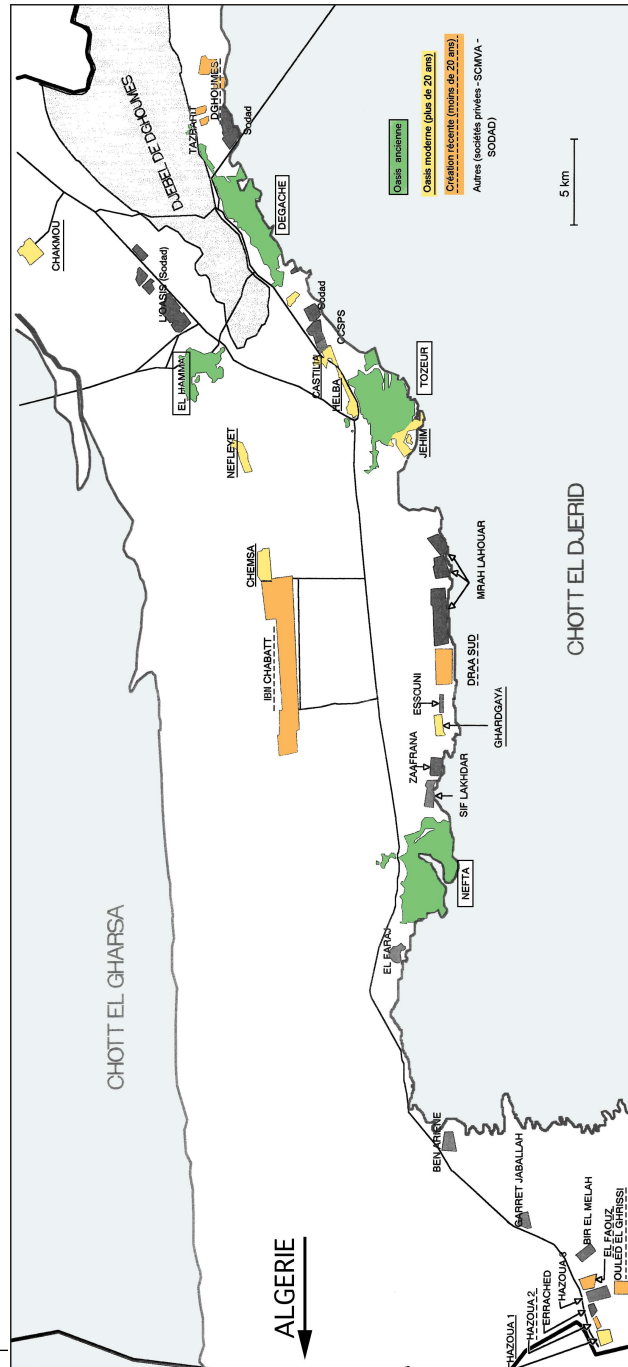 CHOTT EL GHARSA
CHOTT EL DJERID
DJEBEL DE DGHOUMES
ALGERIE
CHAKMOU
L'OASIS (Sodad)
EL HAMMA
NEFLEYET
CHEMSA
IBN CHABATT
TAZRARIT
DGHOUMES
Sodad
DEGACHE
Sodad
CCSPS
CASTILIA
HELBA
TOZEUR
JEHIM
MRAH LAHOUAR
DRAA SUD
ESSOUNI
GHARDGAYA
ZAAFRANA
SIF LAKHDAR
NEFTA
EL FARAJ
BEN ARIENE
GARRET JABALLAH
BIR EL MELAH
EL FAOUZ
OULED EL GHRISSI
HAZOUA 3
ERRACHED
HAZOUA 2
HAZOUA 1
Oasis ancienne
Oasis moderne (plus de 20 ans)
Création récente (moins de 20 ans)
Autres (sociétés privées - SCMVA -
SODAD)
5 km